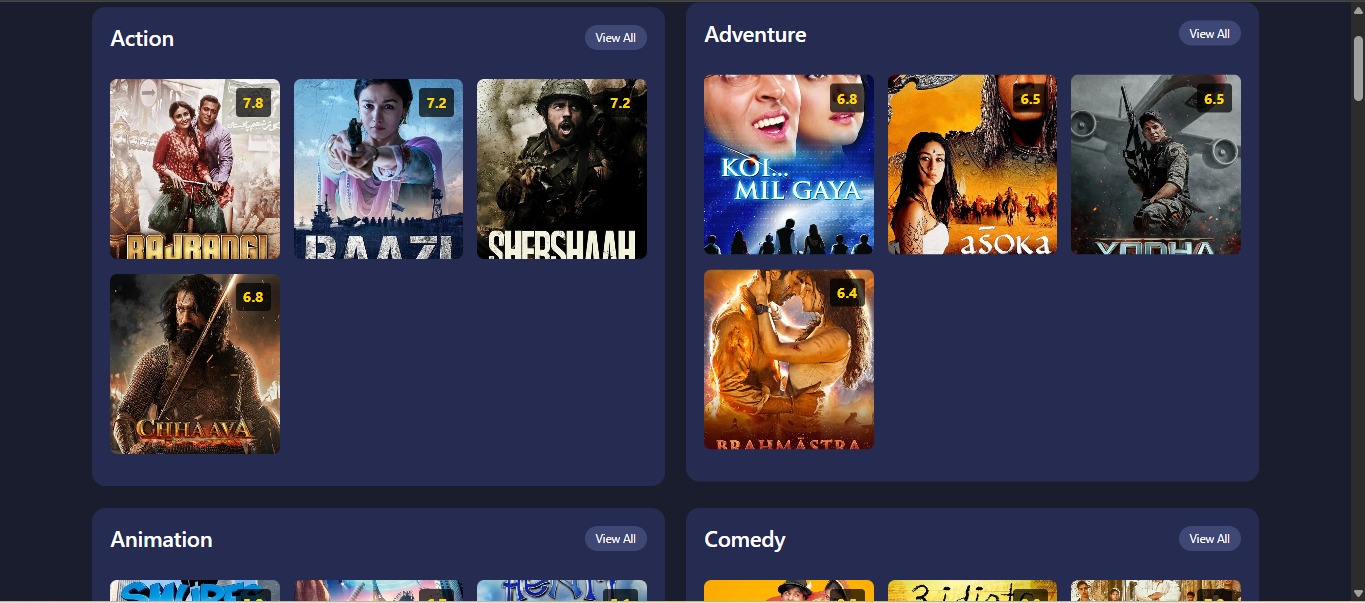 Action
View All
7.8
7.2
7.2
BAJRANGI
RAAZI
SHERSHAAH
6.8
CHHAAVA
Adventure
View All
6.8
6.5
6.5
KOI...
MIL GAYA
aśoka
YODHA
6.4
BRAHMĀSTRA
Animation
View All
Comedy
View All
3 idiots